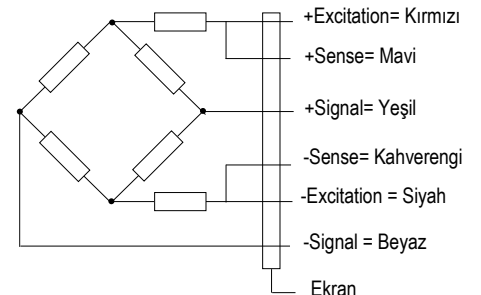 +Excitation= Kırmızı
+Sense= Mavi
+Signal= Yeşil
-Sense= Kahverengi
-Excitation = Siyah
-Signal = Beyaz
Ekran